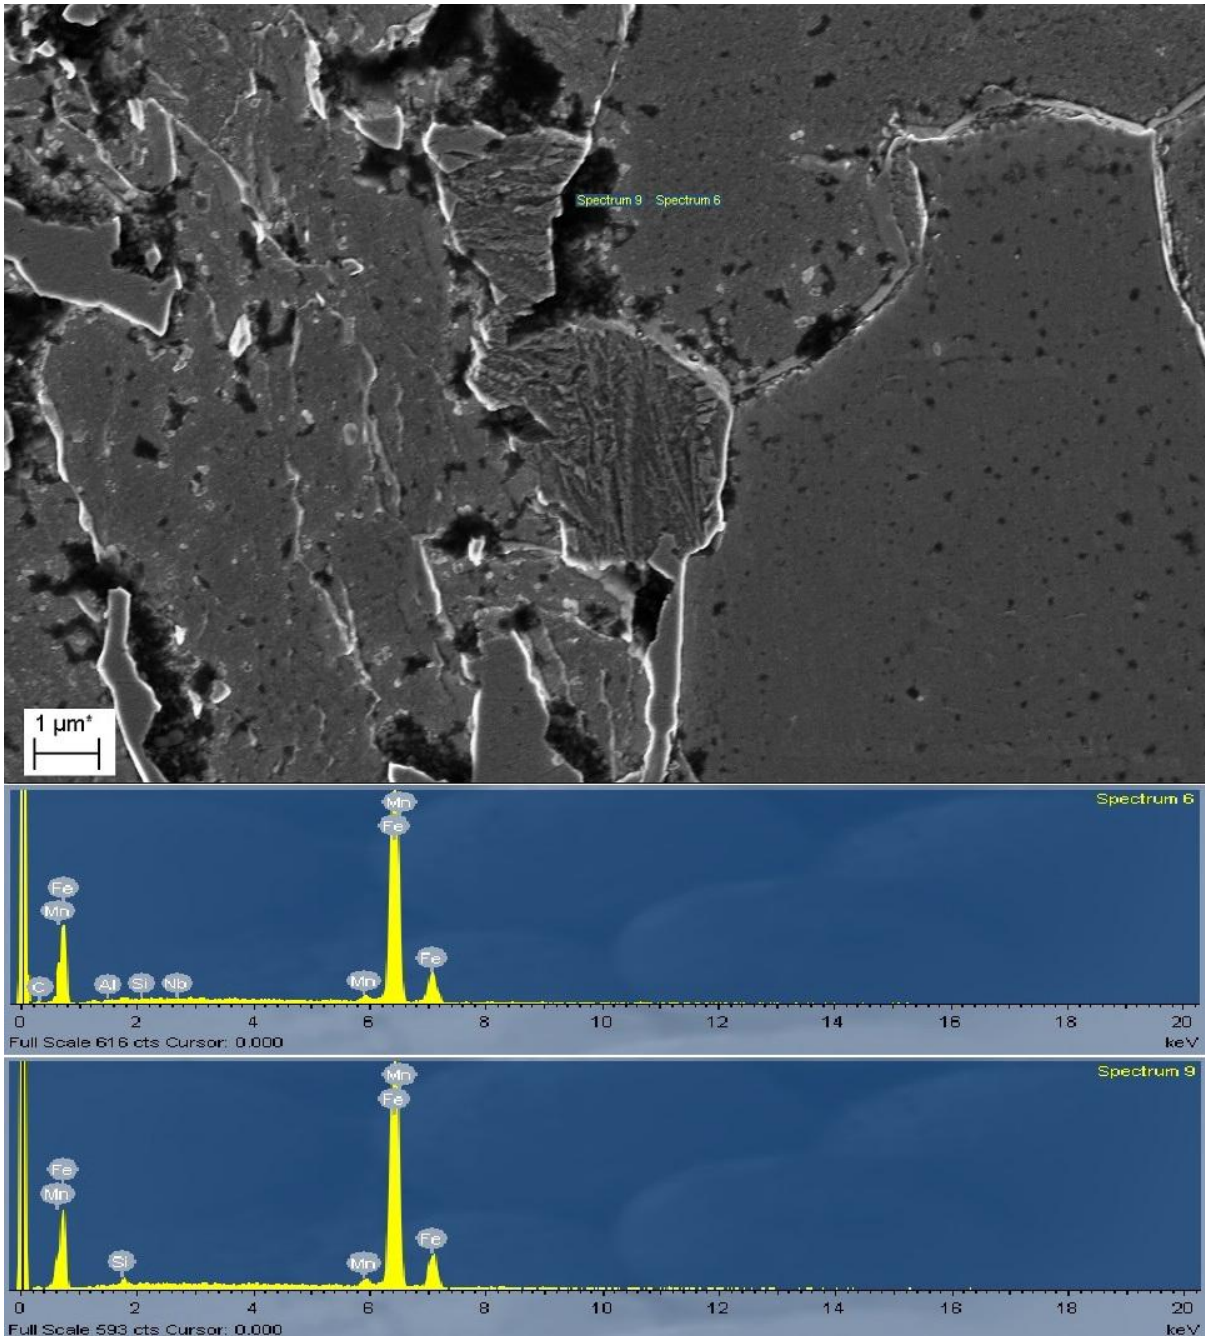 Spectrum 9 Spectrum 6
1 µm*
Spectrum 6
Mn
Fe
Fe
Mn
C Al Si Nb Mn Fe
0 2 4 6 8 10 12 14 16 18 20
Full Scale 616 cts Cursor: 0.000 keV
Spectrum 9
Mn
Fe
Fe
Mn
Si Mn Fe
0 2 4 6 8 10 12 14 16 18 20
Full Scale 593 cts Cursor: 0.000 keV